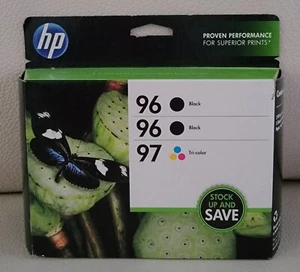 hp
PROVEN PERFORMANCE
FOR SUPERIOR PRINTS*
96 Black
96 Black
97 Tri-color
STOCK
UP AND
SAVE